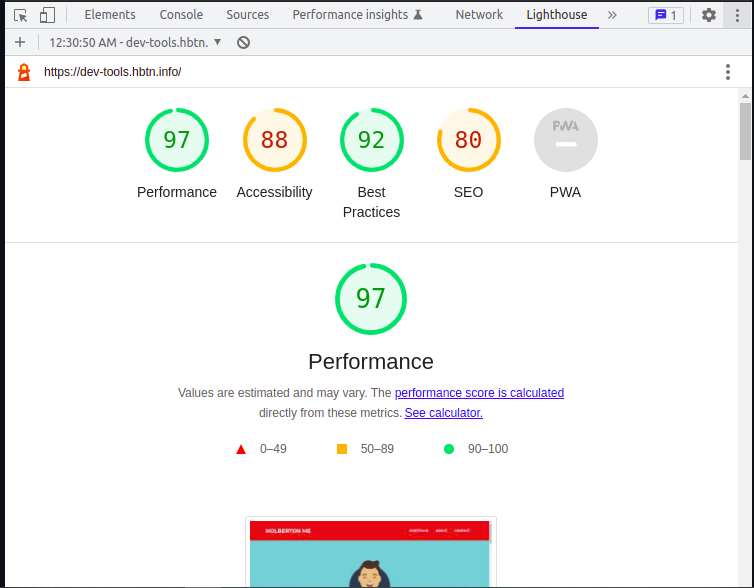 Elements Console Sources Performance insights Network Lighthouse » 1
12:30:50 AM - dev-tools.hbtn.
https://dev-tools.hbtn.info/
97 88 92 80 PWA
Performance Accessibility Best Practices SEO PWA
97
Performance
Values are estimated and may vary. The performance score is calculated
directly from these metrics. See calculator.
0–49 50–89 90–100
HOLBERTON ME